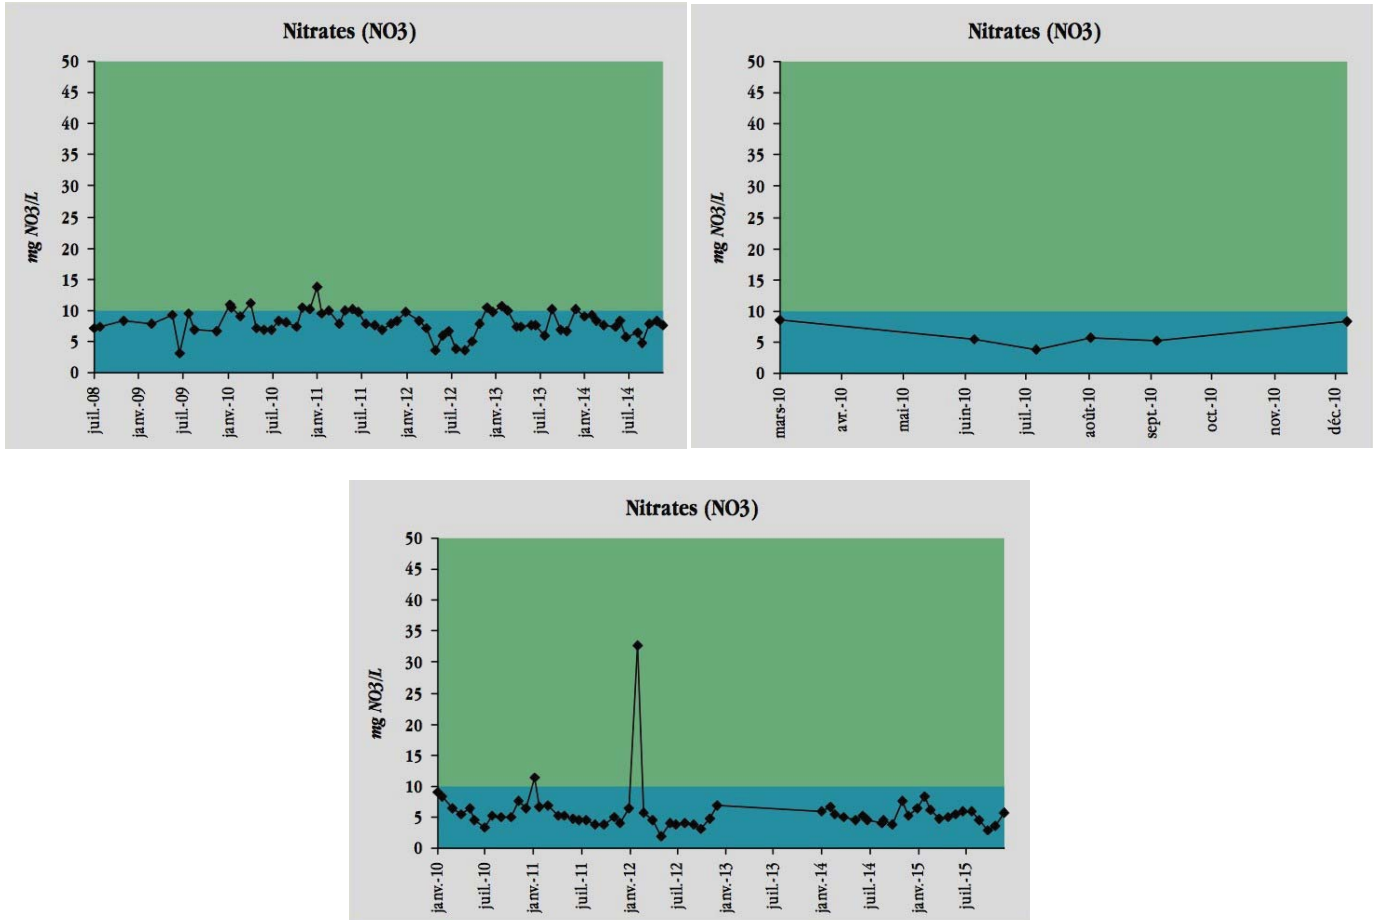 Nitrates (NO3)
50
45
40
35
30
25
20
15
10
5
0
mg NO3/L
juil.-08
janv.-09
juil.-09
janv.-10
juil.-10
janv.-11
juil.-11
janv.-12
juil.-12
janv.-13
juil.-13
janv.-14
juil.-14
Nitrates (NO3)
50
45
40
35
30
25
20
15
10
5
0
mg NO3/L
mars-10
avr.-10
mai-10
juin-10
juil.-10
août-10
sept.-10
oct.-10
nov.-10
déc.-10
Nitrates (NO3)
50
45
40
35
30
25
20
15
10
5
0
mg NO3/L
janv.-10
juil.-10
janv.-11
juil.-11
janv.-12
juil.-12
janv.-13
juil.-13
janv.-14
juil.-14
janv.-15
juil.-15